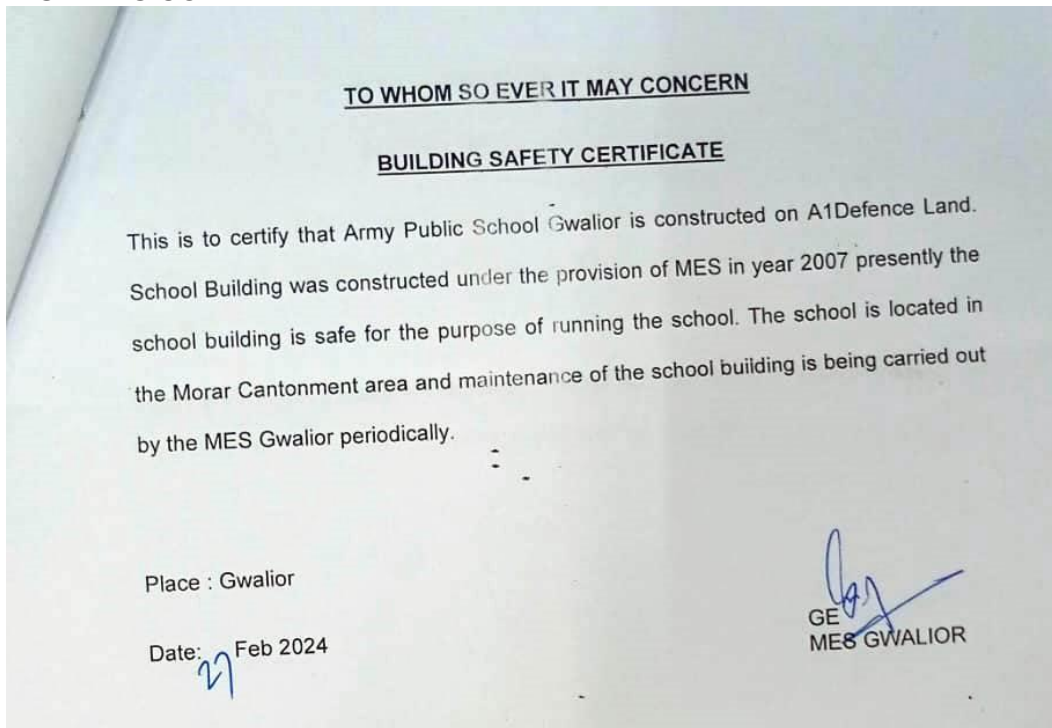 TO WHOM SO EVER IT MAY CONCERN
BUILDING SAFETY CERTIFICATE
This is to certify that Army Public School Gwalior is constructed on A1Defence Land.
School Building was constructed under the provision of MES in year 2007 presently the
school building is safe for the purpose of running the school. The school is located in
the Morar Cantonment area and maintenance of the school building is being carried out
by the MES Gwalior periodically.
Place : Gwalior
Date: 27 Feb 2024
GE
MES GWALIOR